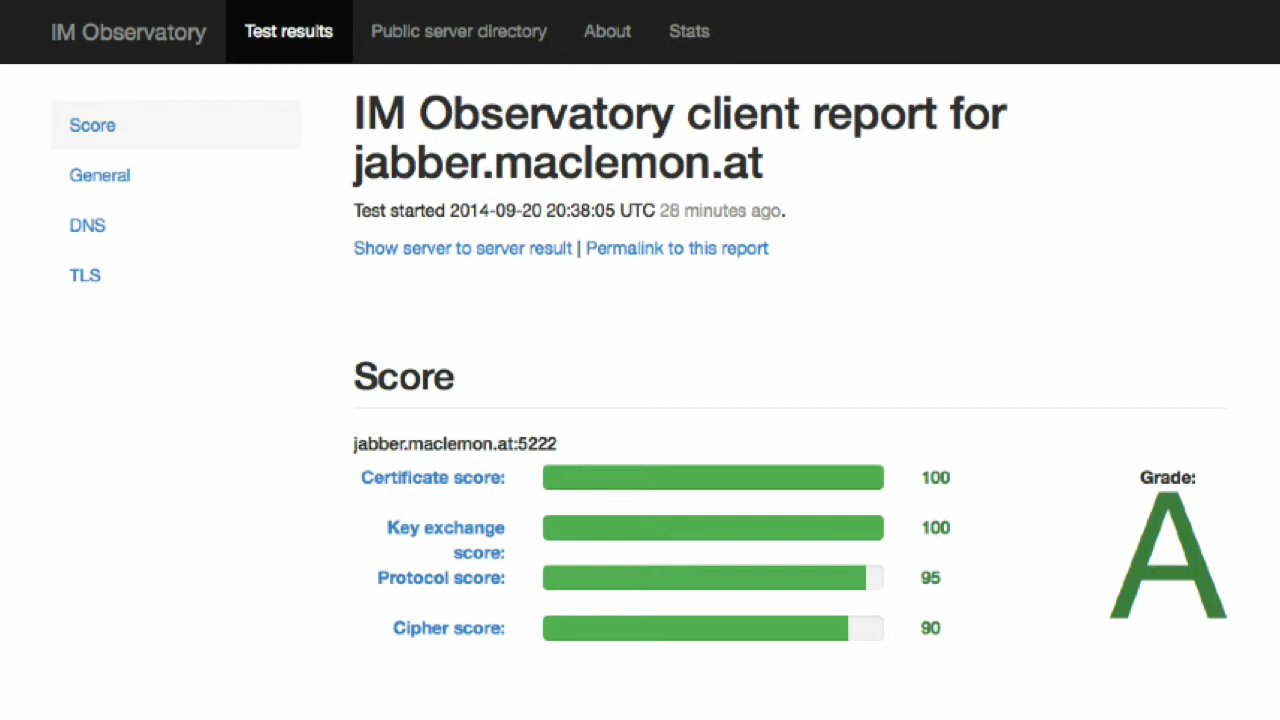 IM Observatory
Test results
Public server directory
About
Stats
Score
General
DNS
TLS
IM Observatory client report for
jabber.maclemon.at
Test started 2014-09-20 20:38:05 UTC 28 minutes ago.
Show server to server result | Permalink to this report
Score
jabber.maclemon.at:5222
Certificate score: 100
Key exchange score: 100
Protocol score: 95
Cipher score: 90
Grade:
A